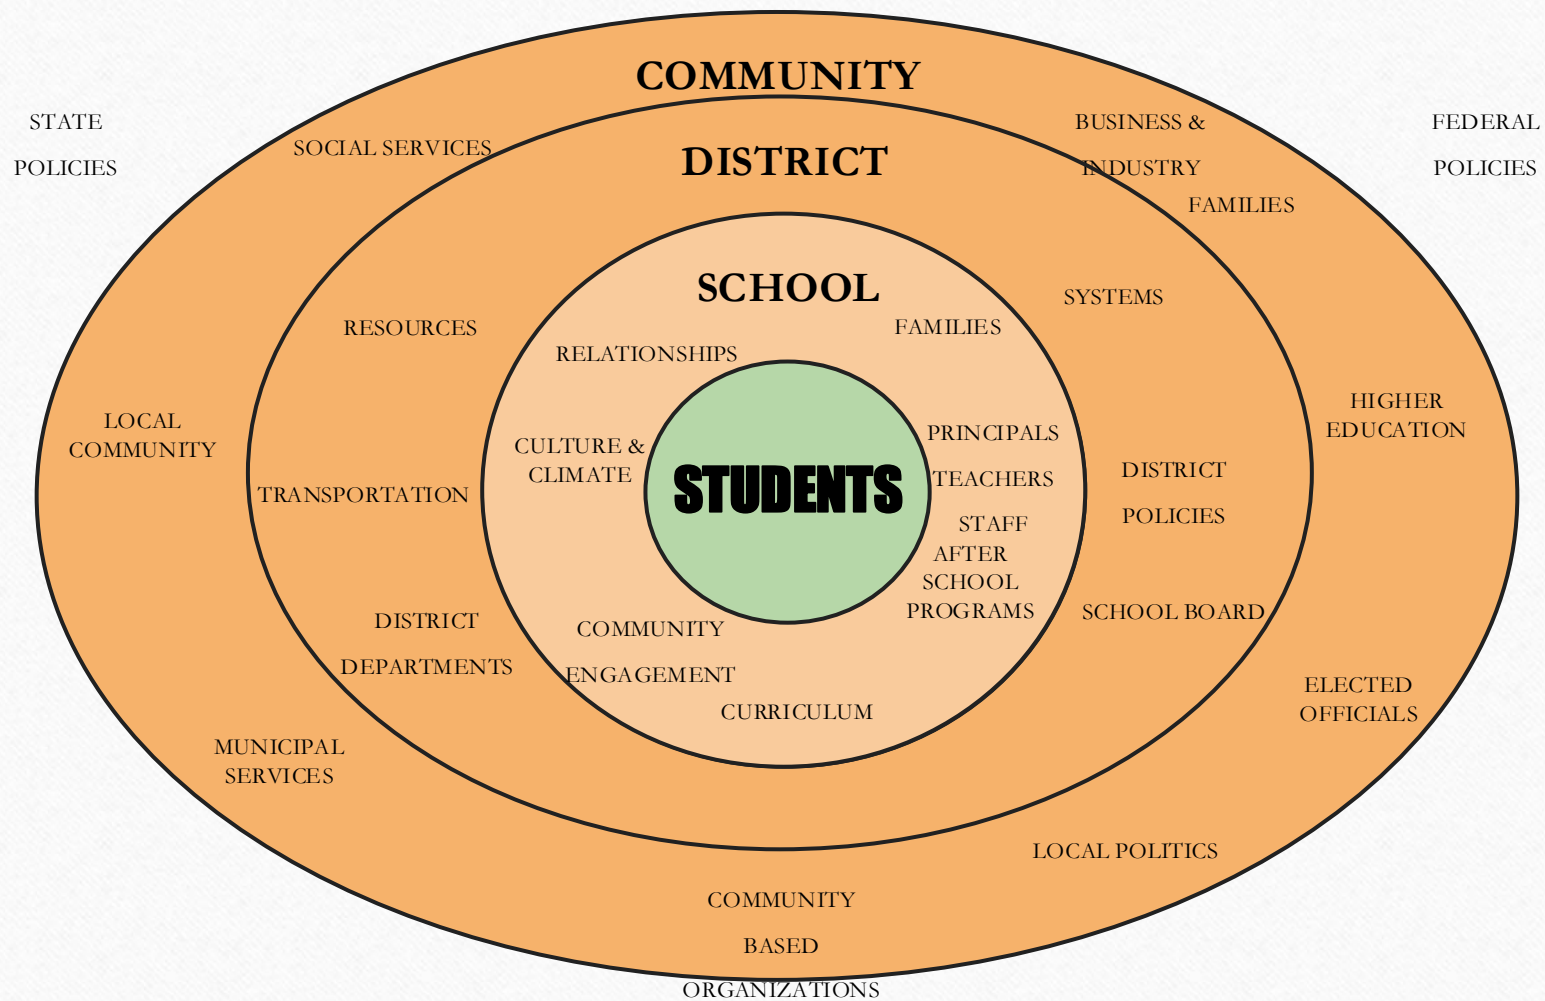 COMMUNITY
STATE
POLICIES
SOCIAL SERVICES
BUSINESS &
INDUSTRY
FAMILIES
FEDERAL
POLICIES
DISTRICT
RESOURCES
SYSTEMS
SCHOOL
RELATIONSHIPS
FAMILIES
LOCAL
COMMUNITY
HIGHER
EDUCATION
CULTURE &
CLIMATE
STUDENTS
PRINCIPALS
TEACHERS
STAFF
AFTER
SCHOOL
PROGRAMS
TRANSPORTATION
DISTRICT
POLICIES
SCHOOL BOARD
DISTRICT
DEPARTMENTS
COMMUNITY
ENGAGEMENT
CURRICULUM
ELECTED
OFFICIALS
MUNICIPAL
SERVICES
LOCAL POLITICS
COMMUNITY
BASED
ORGANIZATIONS